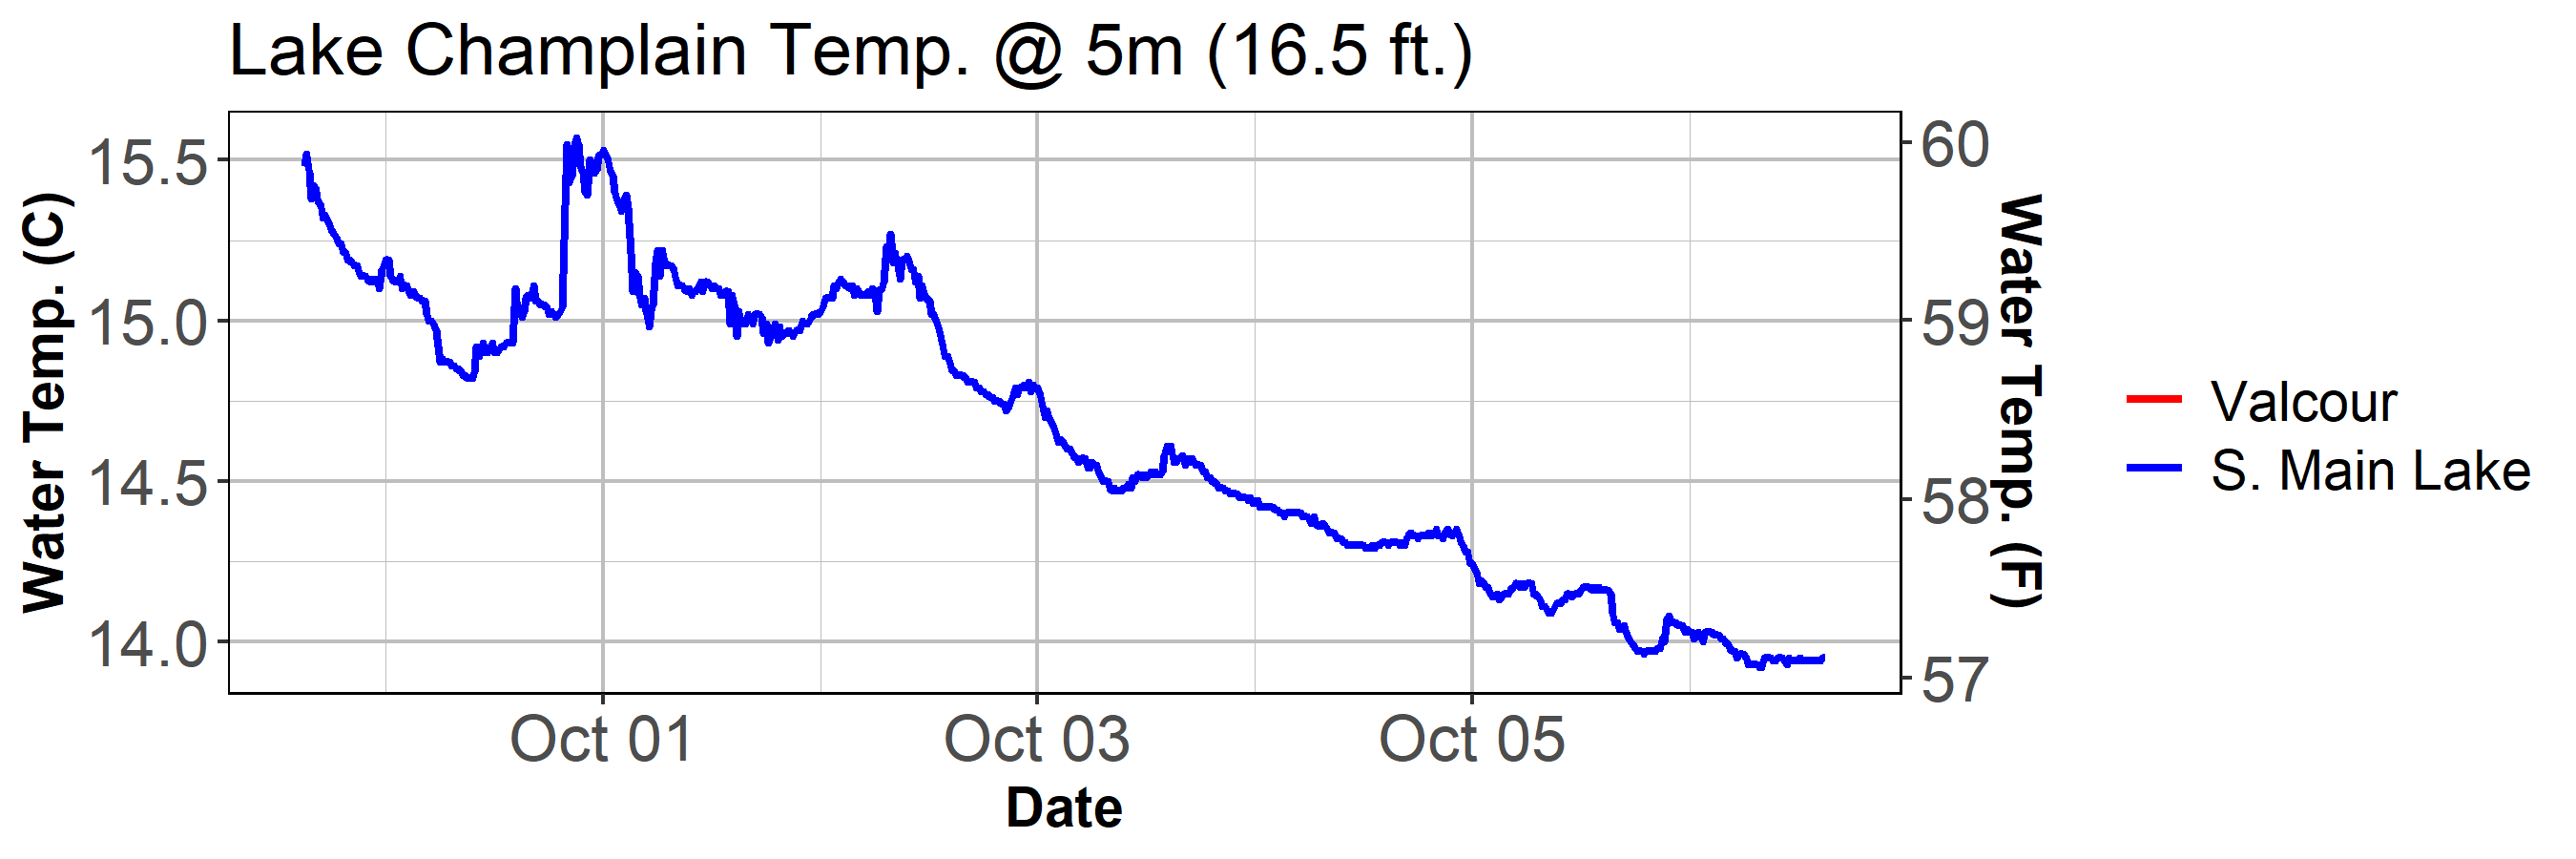 Lake Champlain Temp. @ 5m (16.5 ft.)
Water Temp. (C)
15.5
15.0
14.5
14.0
60
59
58
57
Water Temp. (F)
Oct 01
Oct 03
Oct 05
Date
Valcour
S. Main Lake